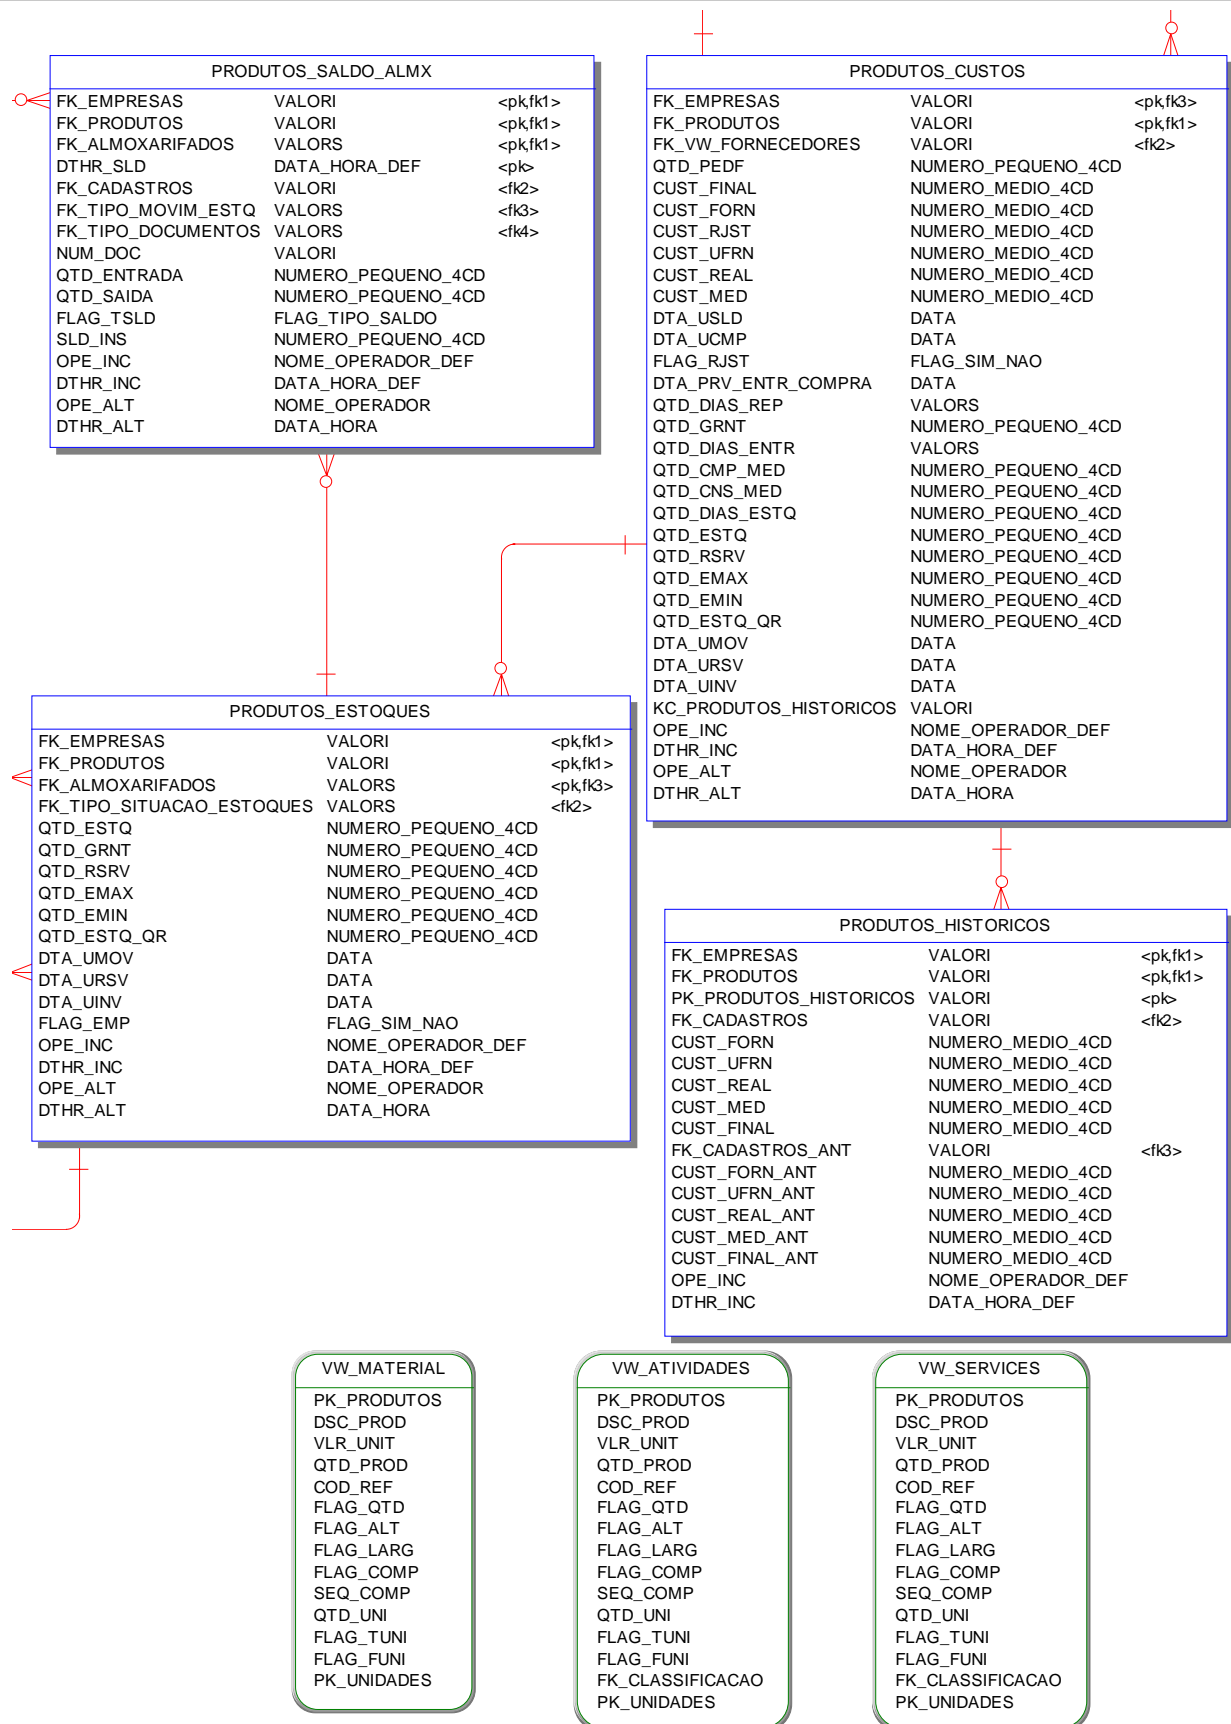 PRODUTOS_SALDO_ALMX
FK_EMPRESAS VALORI <pk,fk1>
FK_PRODUTOS VALORI <pk,fk1>
FK_ALMOXARIFADOS VALORS <pk,fk1>
DTHR_SLD DATA_HORA_DEF <pk>
FK_CADASTROS VALORI <fk2>
FK_TIPO_MOVIM_ESTQ VALORS <fk3>
FK_TIPO_DOCUMENTOS VALORS <fk4>
NUM_DOC VALORI
QTD_ENTRADA NUMERO_PEQUENO_4CD
QTD_SAIDA NUMERO_PEQUENO_4CD
FLAG_TSLD FLAG_TIPO_SALDO
SLD_INS NUMERO_PEQUENO_4CD
OPE_INC NOME_OPERADOR_DEF
DTHR_INC DATA_HORA_DEF
OPE_ALT NOME_OPERADOR
DTHR_ALT DATA_HORA
PRODUTOS_CUSTOS
FK_EMPRESAS VALORI <pk,fk3>
FK_PRODUTOS VALORI <pk,fk1>
FK_VW_FORNECEDORES VALORI <fk2>
QTD_PEDF NUMERO_PEQUENO_4CD
CUST_FINAL NUMERO_MEDIO_4CD
CUST_FORN NUMERO_MEDIO_4CD
CUST_RJST NUMERO_MEDIO_4CD
CUST_UFRN NUMERO_MEDIO_4CD
CUST_REAL NUMERO_MEDIO_4CD
CUST_MED NUMERO_MEDIO_4CD
DTA_USLD DATA
DTA_UCMP DATA
FLAG_RJST FLAG_SIM_NAO
DTA_PRV_ENTR_COMPRA DATA
QTD_DIAS_REP VALORS
QTD_GRNT NUMERO_PEQUENO_4CD
QTD_DIAS_ENTR VALORS
QTD_CMP_MED NUMERO_PEQUENO_4CD
QTD_CNS_MED NUMERO_PEQUENO_4CD
QTD_DIAS_ESTQ NUMERO_PEQUENO_4CD
QTD_ESTQ NUMERO_PEQUENO_4CD
QTD_RSRV NUMERO_PEQUENO_4CD
QTD_EMAX NUMERO_PEQUENO_4CD
QTD_EMIN NUMERO_PEQUENO_4CD
QTD_ESTQ_QR NUMERO_PEQUENO_4CD
DTA_UMOV DATA
DTA_URSV DATA
DTA_UINV DATA
KC_PRODUTOS_HISTORICOS VALORI
OPE_INC NOME_OPERADOR_DEF
DTHR_INC DATA_HORA_DEF
OPE_ALT NOME_OPERADOR
DTHR_ALT DATA_HORA
PRODUTOS_ESTOQUES
FK_EMPRESAS VALORI <pk,fk1>
FK_PRODUTOS VALORI <pk,fk1>
FK_ALMOXARIFADOS VALORS <pk,fk3>
FK_TIPO_SITUACAO_ESTOQUES VALORS <fk2>
QTD_ESTQ NUMERO_PEQUENO_4CD
QTD_GRNT NUMERO_PEQUENO_4CD
QTD_RSRV NUMERO_PEQUENO_4CD
QTD_EMAX NUMERO_PEQUENO_4CD
QTD_EMIN NUMERO_PEQUENO_4CD
QTD_ESTQ_QR NUMERO_PEQUENO_4CD
DTA_UMOV DATA
DTA_URSV DATA
DTA_UINV DATA
FLAG_EMP FLAG_SIM_NAO
OPE_INC NOME_OPERADOR_DEF
DTHR_INC DATA_HORA_DEF
OPE_ALT NOME_OPERADOR
DTHR_ALT DATA_HORA
PRODUTOS_HISTORICOS
FK_EMPRESAS VALORI <pk,fk1>
FK_PRODUTOS VALORI <pk,fk1>
PK_PRODUTOS_HISTORICOS VALORI <pk>
FK_CADASTROS VALORI <fk2>
CUST_FORN NUMERO_MEDIO_4CD
CUST_UFRN NUMERO_MEDIO_4CD
CUST_REAL NUMERO_MEDIO_4CD
CUST_MED NUMERO_MEDIO_4CD
CUST_FINAL NUMERO_MEDIO_4CD
FK_CADASTROS_ANT VALORI <fk3>
CUST_FORN_ANT NUMERO_MEDIO_4CD
CUST_UFRN_ANT NUMERO_MEDIO_4CD
CUST_REAL_ANT NUMERO_MEDIO_4CD
CUST_MED_ANT NUMERO_MEDIO_4CD
CUST_FINAL_ANT NUMERO_MEDIO_4CD
OPE_INC NOME_OPERADOR_DEF
DTHR_INC DATA_HORA_DEF
VW_MATERIAL
PK_PRODUTOS
DSC_PROD
VLR_UNIT
QTD_PROD
COD_REF
FLAG_QTD
FLAG_ALT
FLAG_LARG
FLAG_COMP
SEQ_COMP
QTD_UNI
FLAG_TUNI
FLAG_FUNI
PK_UNIDADES
VW_ATIVIDADES
PK_PRODUTOS
DSC_PROD
VLR_UNIT
QTD_PROD
COD_REF
FLAG_QTD
FLAG_ALT
FLAG_LARG
FLAG_COMP
SEQ_COMP
QTD_UNI
FLAG_TUNI
FLAG_FUNI
FK_CLASSIFICACAO
PK_UNIDADES
VW_SERVICES
PK_PRODUTOS
DSC_PROD
VLR_UNIT
QTD_PROD
COD_REF
FLAG_QTD
FLAG_ALT
FLAG_LARG
FLAG_COMP
SEQ_COMP
QTD_UNI
FLAG_TUNI
FLAG_FUNI
FK_CLASSIFICACAO
PK_UNIDADES